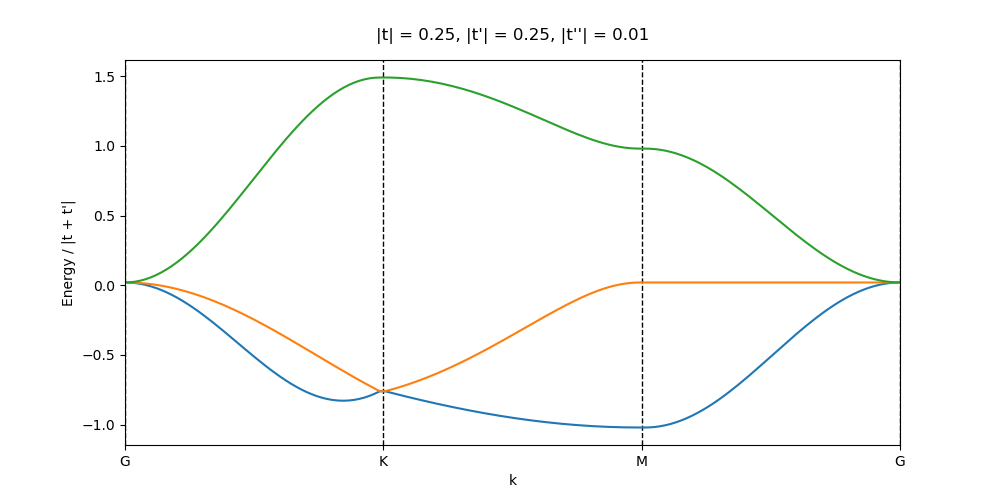 |t| = 0.25, |t'| = 0.25, |t''| = 0.01
Energy / |t + t'|
1.5
1.0
0.5
0.0
−0.5
−1.0
G K M G
k